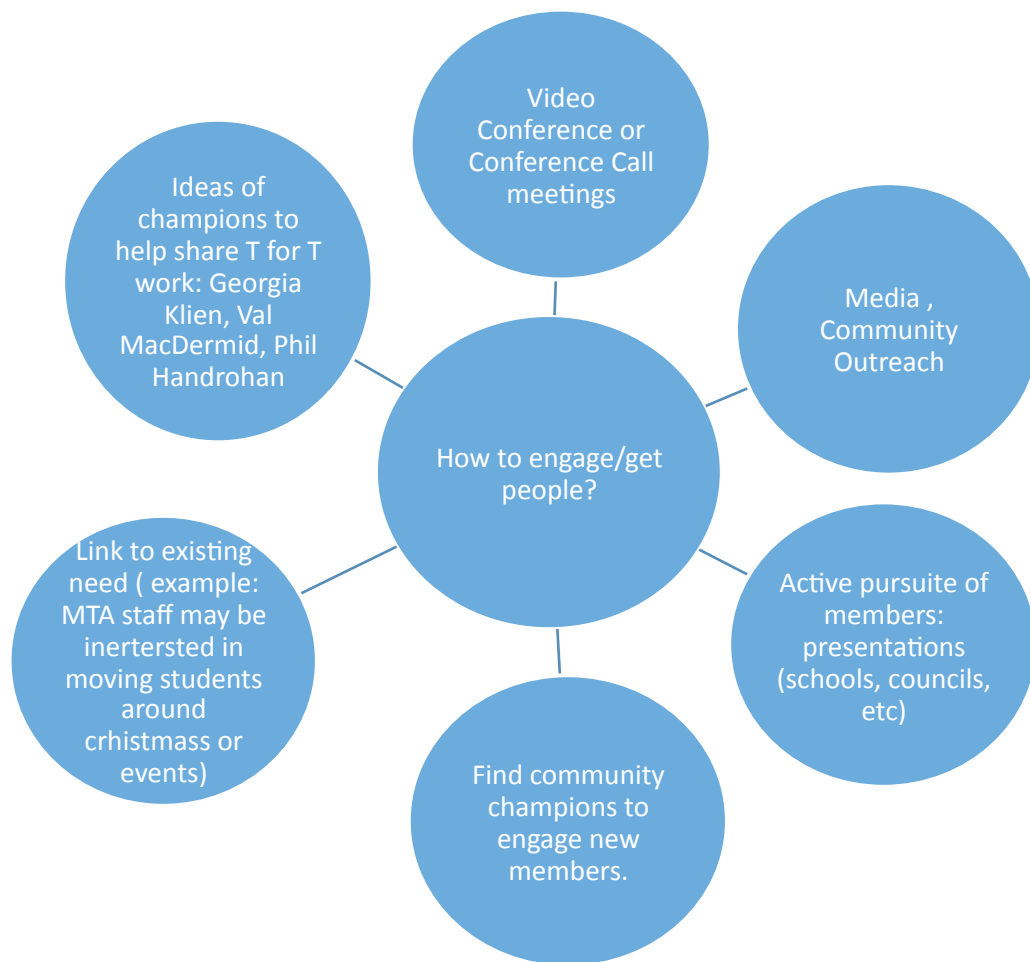 Video
Conference or
Conference Call
meetings
Ideas of
champions to
help share T for T
work: Georgia
Klien, Val
MacDermid, Phil
Handrohan
Media ,
Community
Outreach
How to engage/get
people?
Link to existing
need ( example:
MTA staff may be
inertersted in
moving students
around
crhistmass or
events)
Active pursuite of
members:
presentations
(schools, councils,
etc)
Find community
champions to
engage new
members.